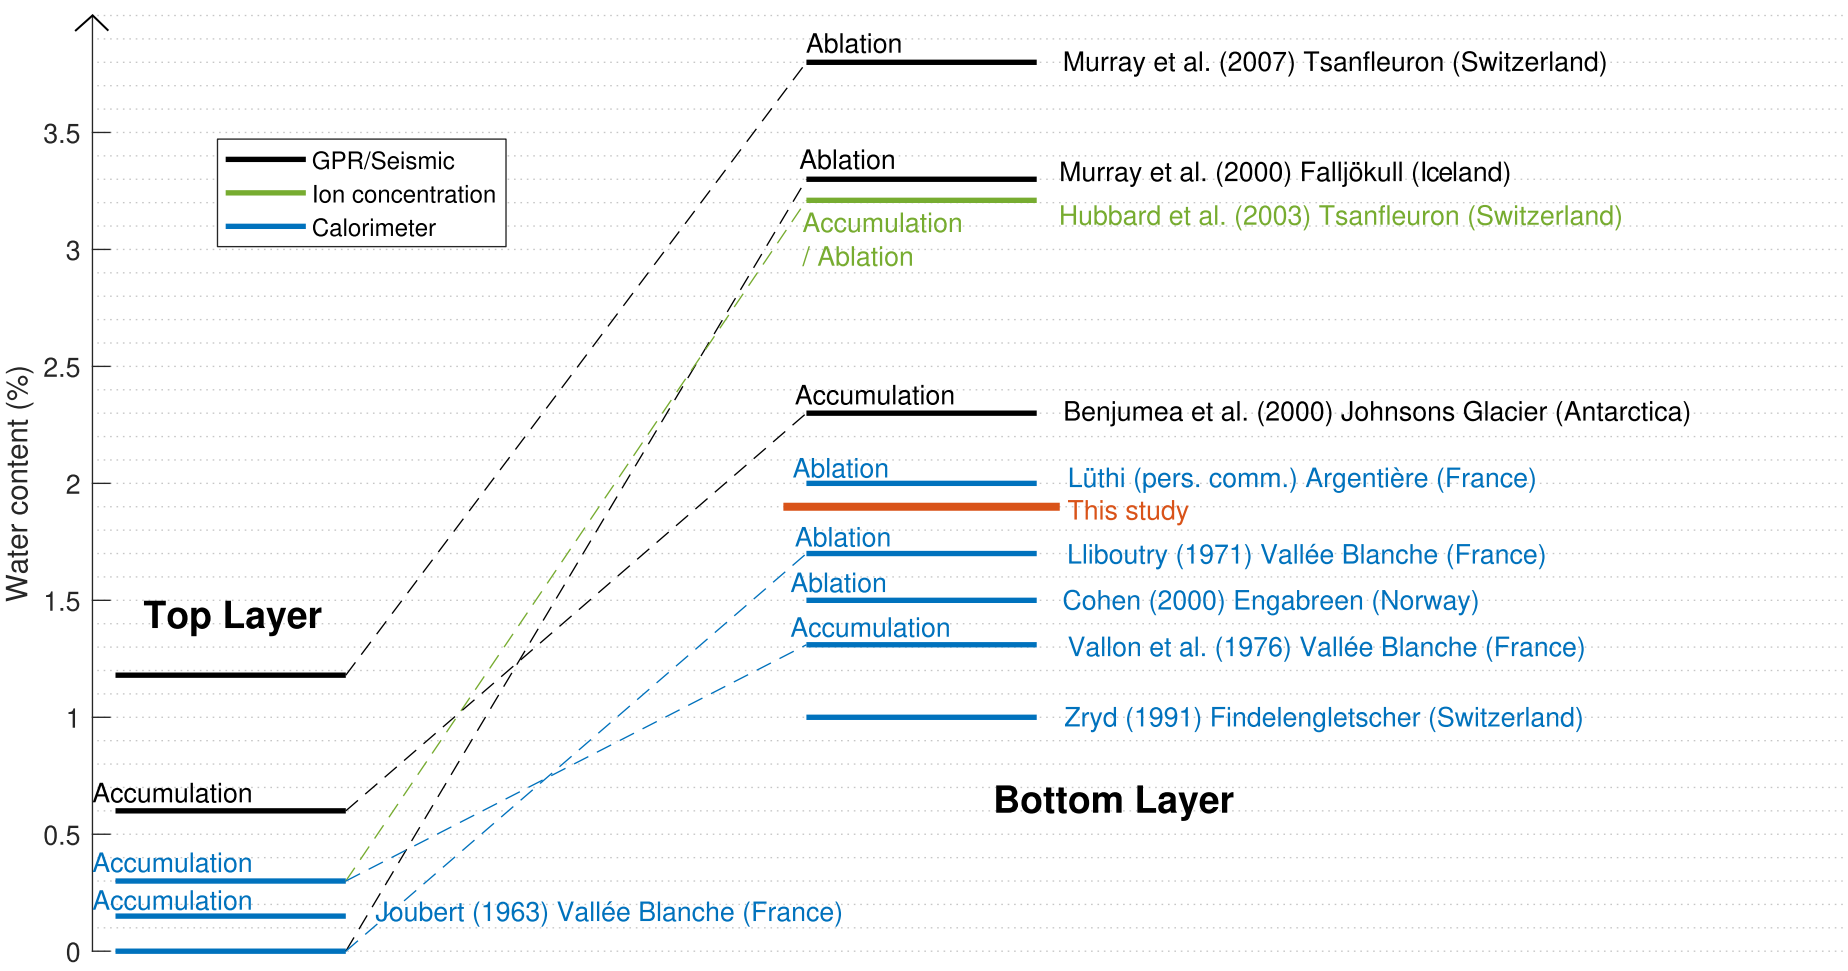 Ablation
Murray et al. (2007) Tsanfleuron (Switzerland)
3.5
GPR/Seismic
Ion concentration
Calorimeter
Ablation
Murray et al. (2000) Falljökull (Iceland)
Hubbard et al. (2003) Tsanfleuron (Switzerland)
Accumulation
/ Ablation
3
2.5
Accumulation
Benjumea et al. (2000) Johnsons Glacier (Antarctica)
Water content (%)
2
Ablation
Lüthi (pers. comm.) Argentière (France)
This study
Ablation
Lliboutry (1971) Vallée Blanche (France)
Ablation
1.5
Cohen (2000) Engabreen (Norway)
Top Layer
Accumulation
Vallon et al. (1976) Vallée Blanche (France)
1
Zryd (1991) Findelengletscher (Switzerland)
Accumulation
Bottom Layer
0.5
Accumulation
Accumulation
Joubert (1963) Vallée Blanche (France)
0